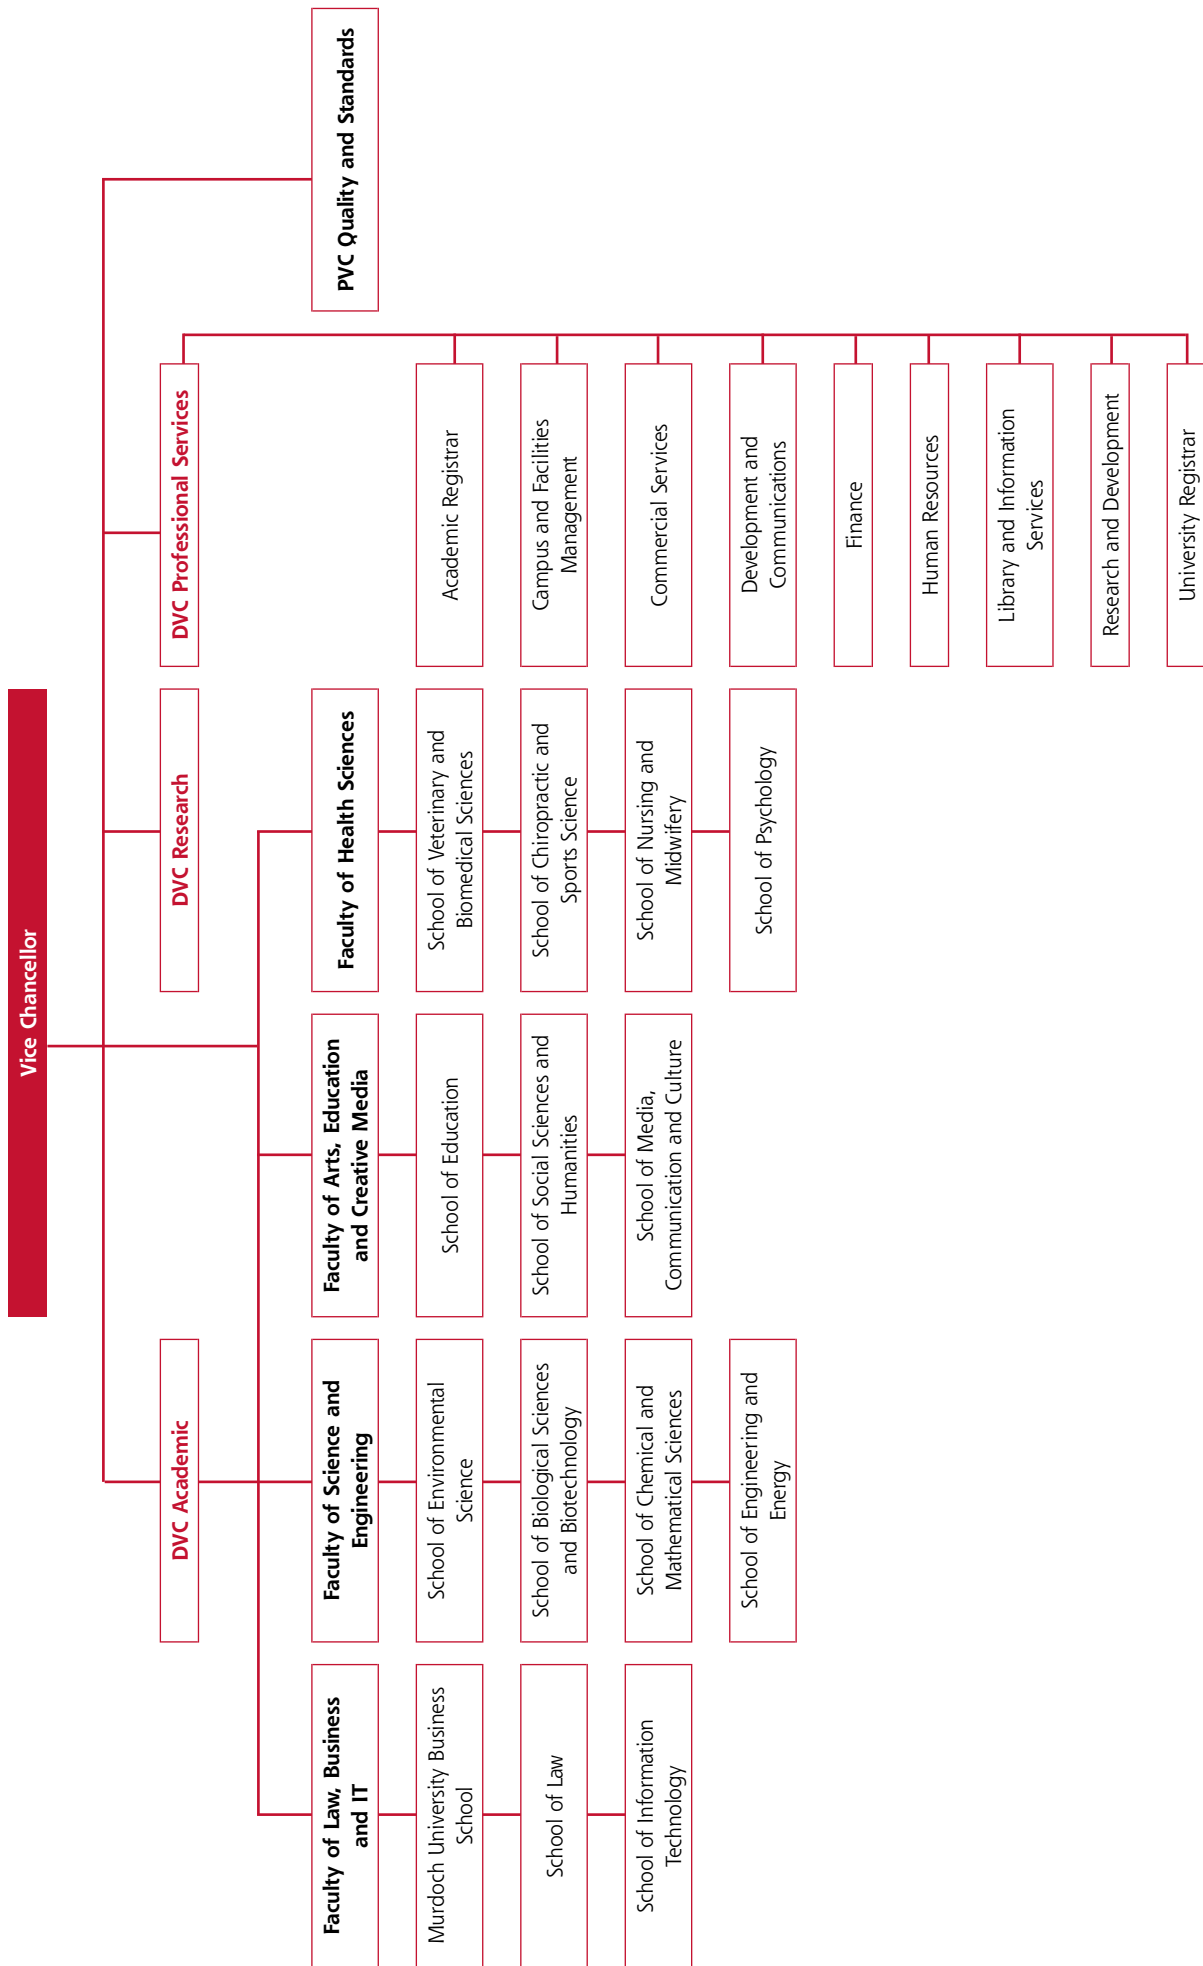 Vice Chancellor
DVC Academic
DVC Research
DVC Professional Services
PVC Quality and Standards
Faculty of Law, Business
and IT
Murdoch University Business
School
School of Law
School of Information
Technology
Faculty of Science and
Engineering
School of Environmental
Science
School of Biological Sciences
and Biotechnology
School of Chemical and
Mathematical Sciences
School of Engineering and
Energy
Faculty of Arts, Education
and Creative Media
School of Education
School of Social Sciences and
Humanities
School of Media,
Communication and Culture
Faculty of Health Sciences
School of Veterinary and
Biomedical Sciences
School of Chiropractic and
Sports Science
School of Nursing and
Midwifery
School of Psychology
Academic Registrar
Campus and Facilities
Management
Commercial Services
Development and
Communications
Finance
Human Resources
Library and Information
Services
Research and Development
University Registrar